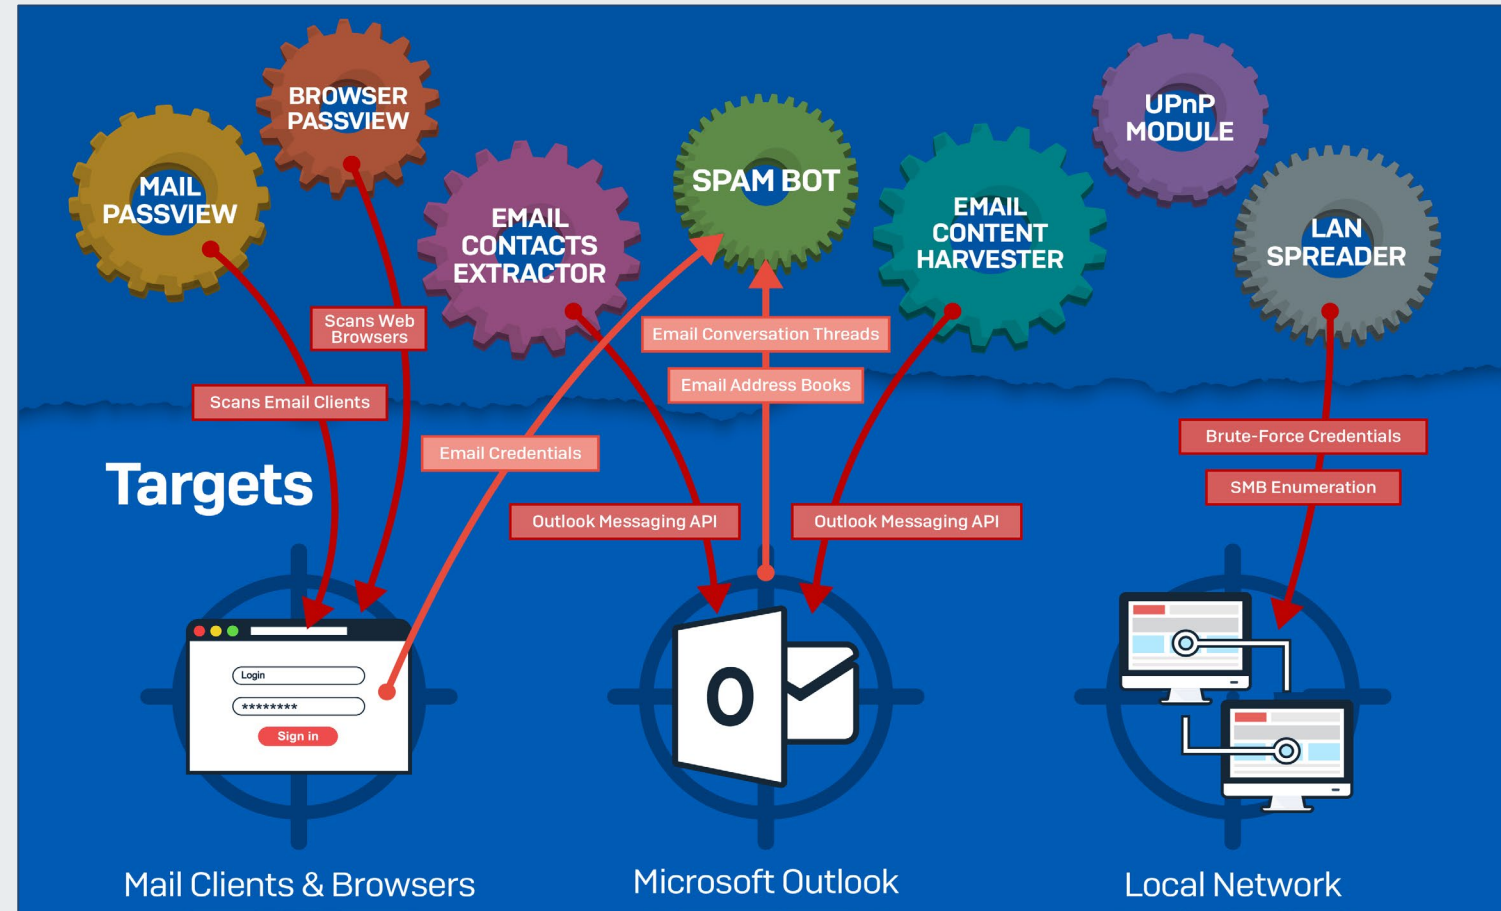 BROWSER
PASSVIEW
UPnP
MODULE
MAIL
PASSVIEW
SPAM BOT
EMAIL
CONTACTS
EXTRACTOR
EMAIL
CONTENT
HARVESTER
LAN
SPREADER
Scans Web
Browsers
Email Conversation Threads
Email Address Books
Scans Email Clients
Email Credentials
Brute-Force Credentials
SMB Enumeration
Targets
Outlook Messaging API
Outlook Messaging API
Login
********
Sign in
O
Mail Clients & Browsers
Microsoft Outlook
Local Network